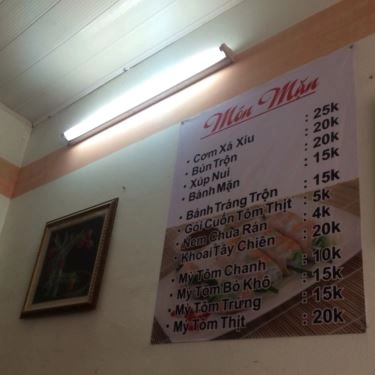 Món Mặn
• Cơm Xá Xíu : 25k
• Bún Trộn : 20k
• Xúp Nui : 20k
• Bánh Mặn : 15k
• Bánh Tráng Trộn : 15k
• Gỏi Cuốn Tôm Thịt : 5k
• Nem Chua Rán : 4k
• Khoai Tây Chiên : 20k
• Mỳ Tôm Chanh : 10k
• Mỳ Tôm Bò Khô : 15k
• Mỳ Tôm Trứng : 15k
• Mỳ Tôm Thịt : 20k